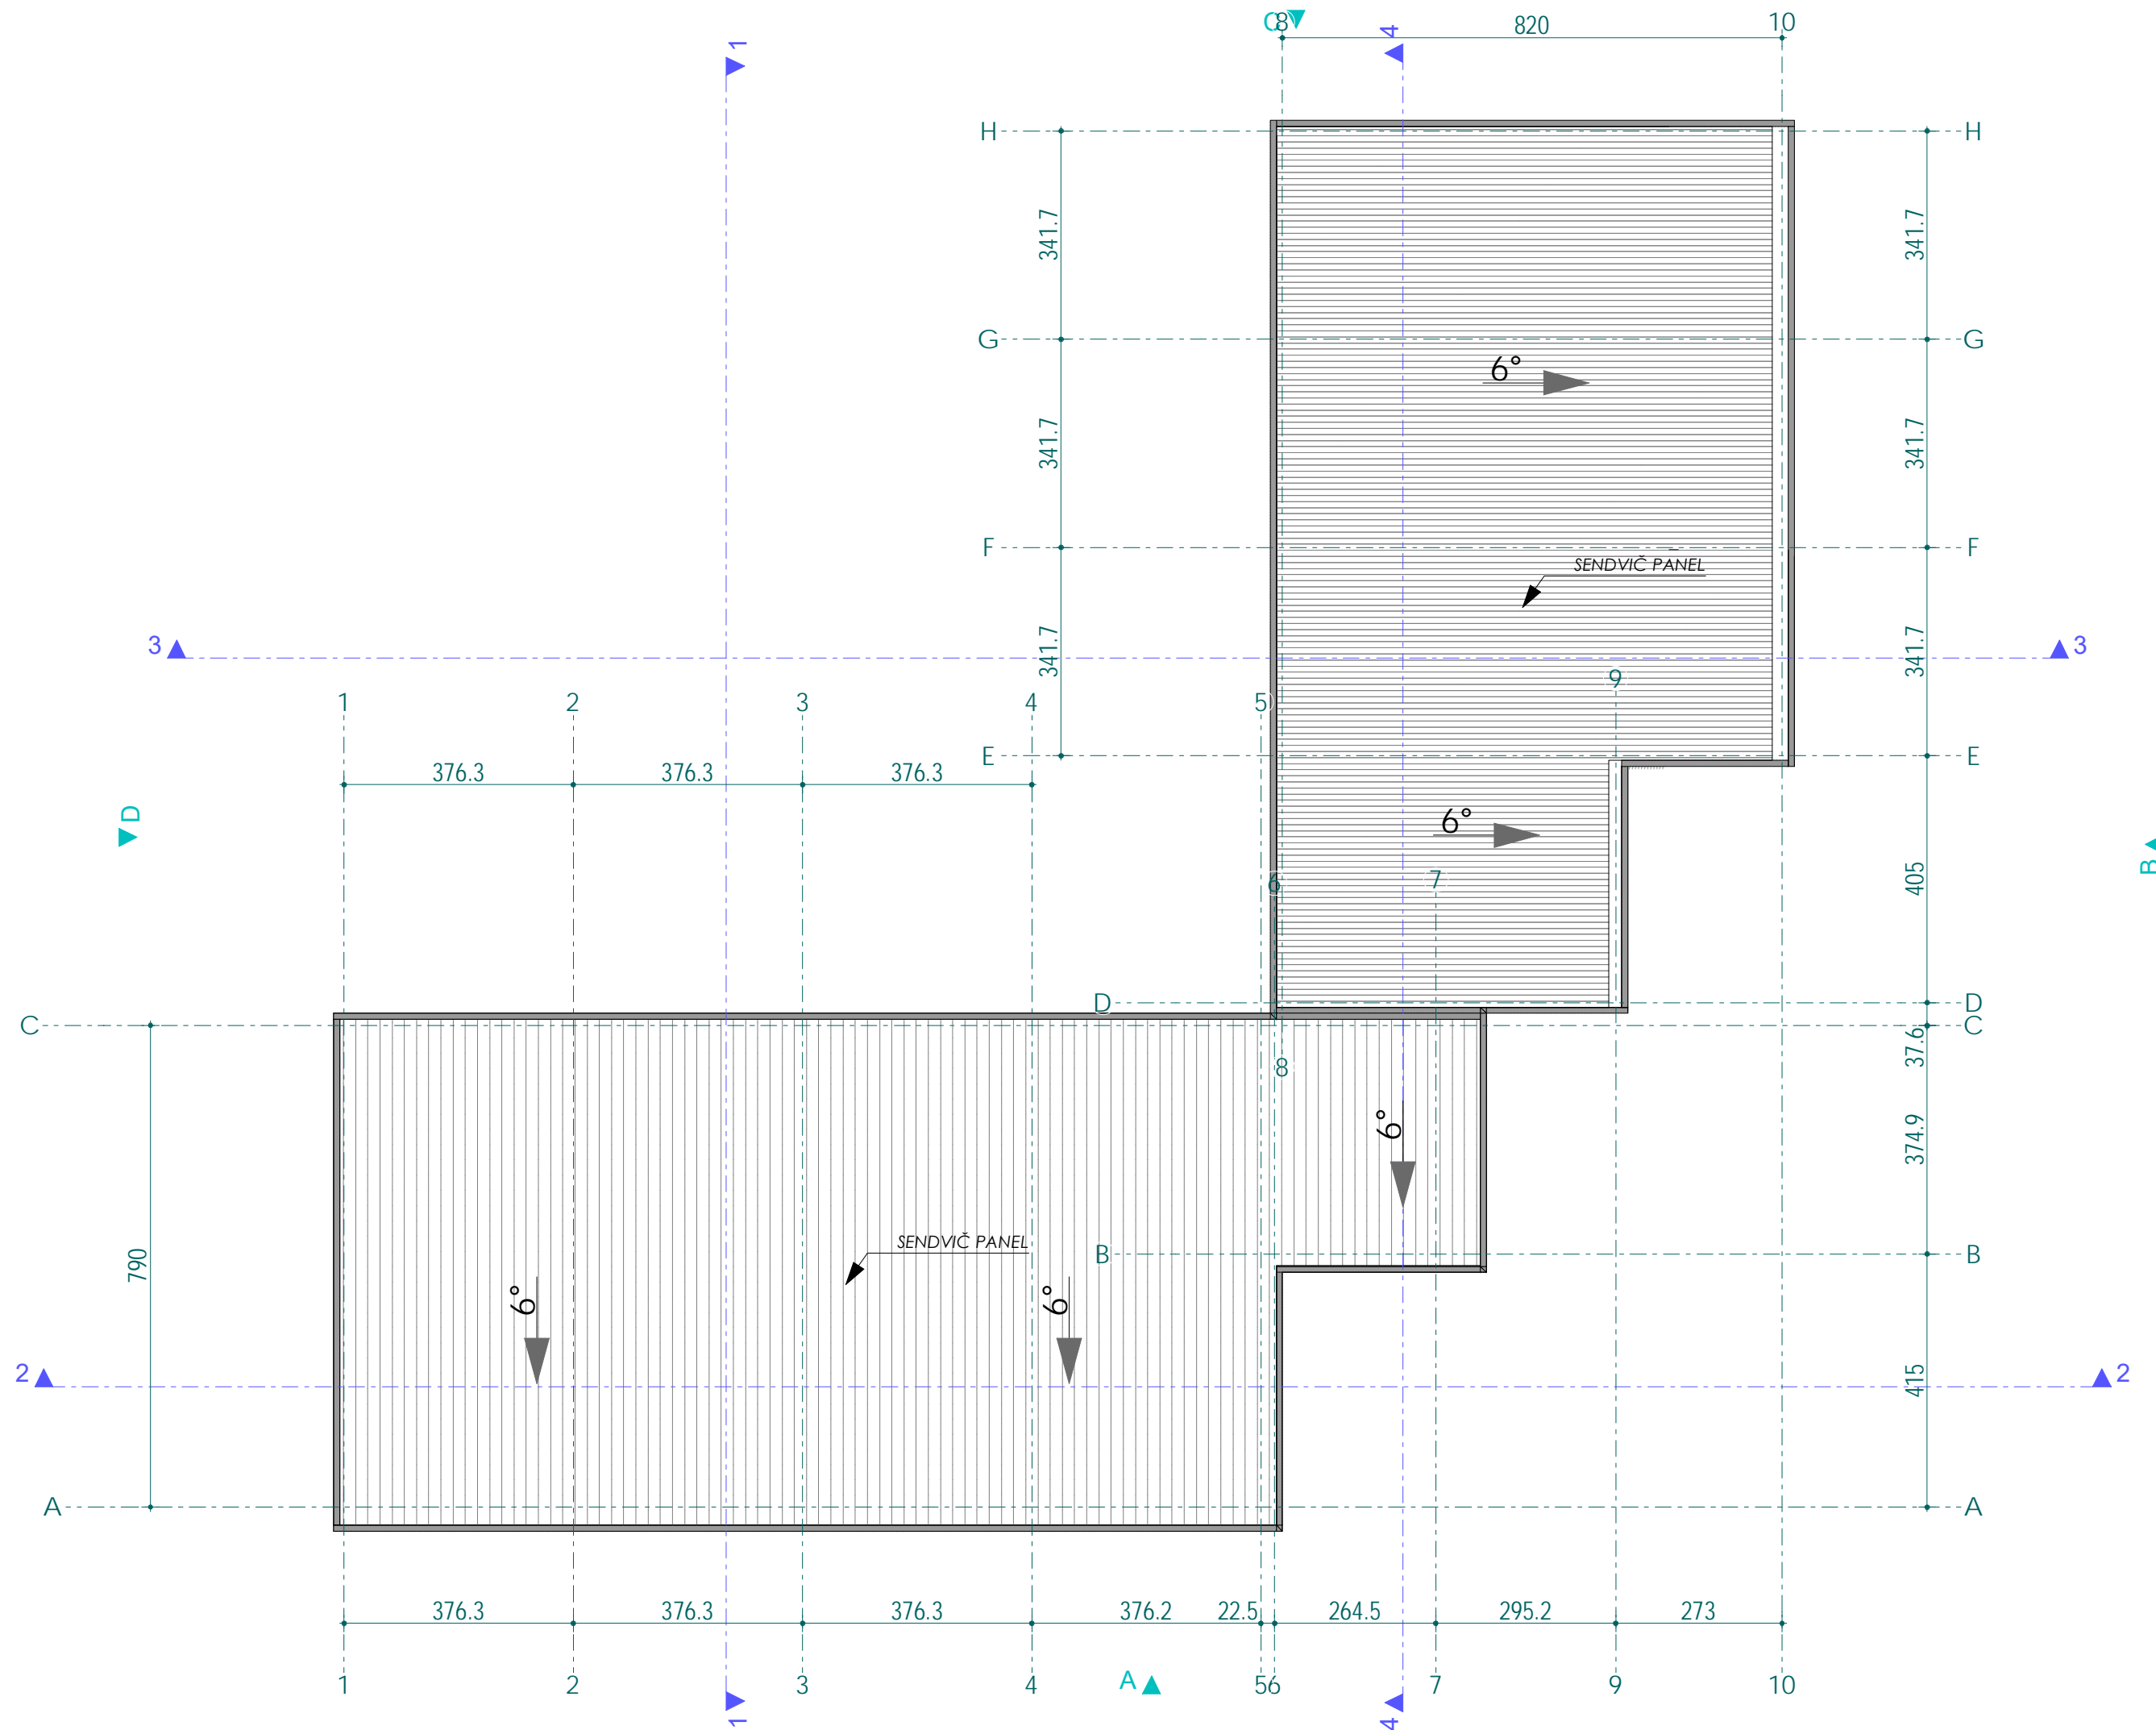 C 8 820 10
1 4
H H
341.7 341.7
G G
6°
341.7 341.7
F F
SENDVIČ PANEL
341.7 341.7
3 3
9
1 2 3 4 5
E E
376.3 376.3 376.3
D
6°
B
6 7
405
D D
C C
37.6
8
374.9
6°
SENDVIČ PANEL
B B
790
6° 6°
2 2
415
A A
376.3 376.3 376.3 376.2 22.5 264.5 295.2 273
1 2 3 4 5 6 7 9 10
A
1 4